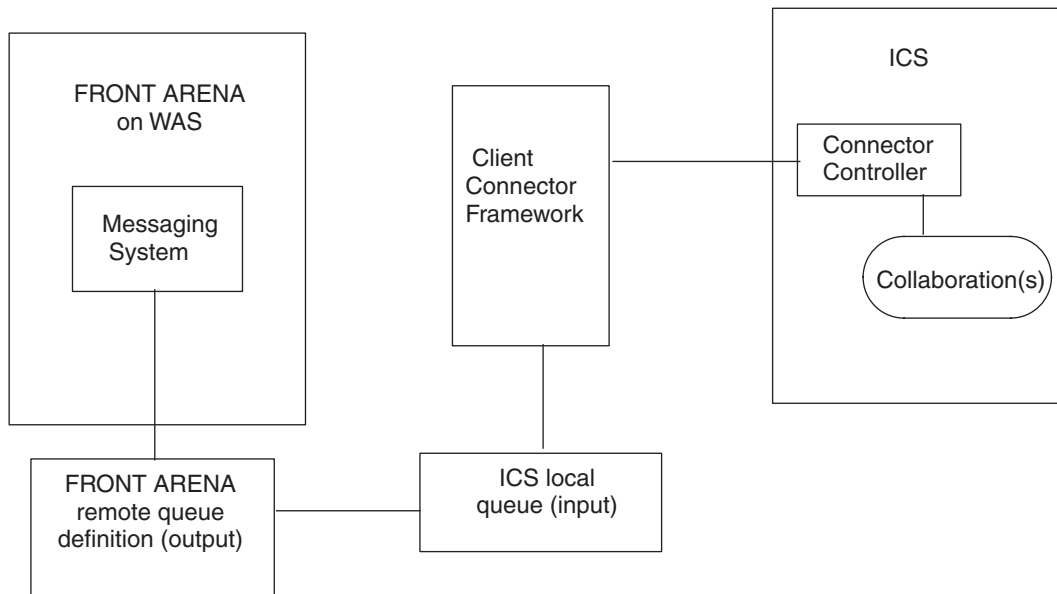 FRONT ARENA
on WAS
Messaging
System
FRONT ARENA
remote queue
definition (output)
ICS local
queue (input)
Client
Connector
Framework
ICS
Connector
Controller
Collaboration(s)